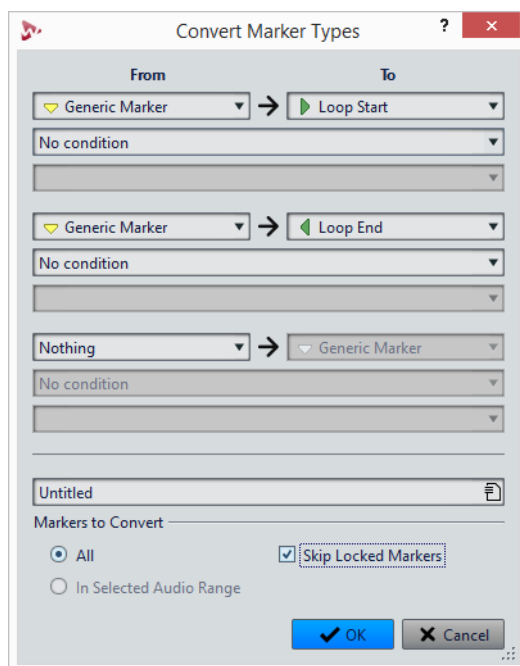 Convert Marker Types
?
From To
Generic Marker Loop Start
No condition
Generic Marker Loop End
No condition
Nothing Generic Marker
No condition
Untitled
Markers to Convert
All Skip Locked Markers
In Selected Audio Range
OK Cancel